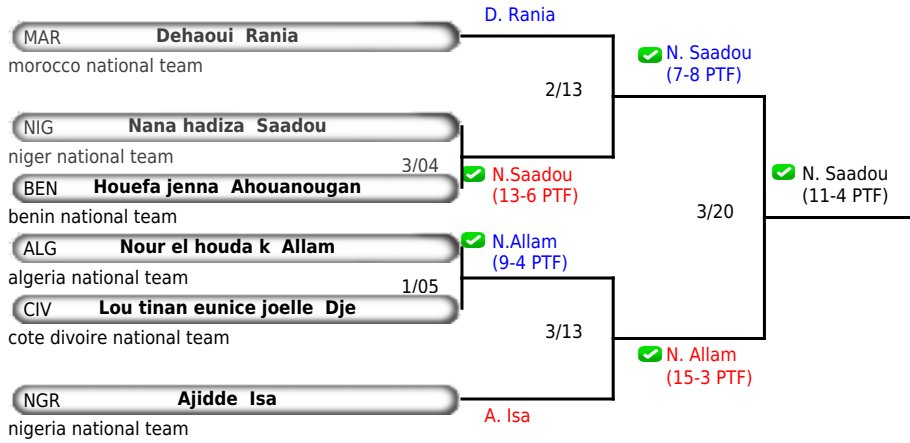 D. Rania
MAR Dehaoui Rania
morocco national team
N. Saadou
(7-8 PTF)
2/13
NIG Nana hadiza Saadou
niger national team
3/04
N.Saadou
(13-6 PTF)
N. Saadou
(11-4 PTF)
BEN Houefa jenna Ahouanougan
benin national team
3/20
ALG Nour el houda k Allam
algeria national team
N.Allam
(9-4 PTF)
1/05
CIV Lou tinan eunice joelle Dje
cote divoire national team
3/13
N. Allam
(15-3 PTF)
NGR Ajidde Isa
nigeria national team
A. Isa